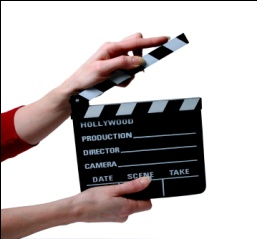 HOLLYWOOD
PRODUCTION
DIRECTOR
CAMERA
DATE SCENE TAKE